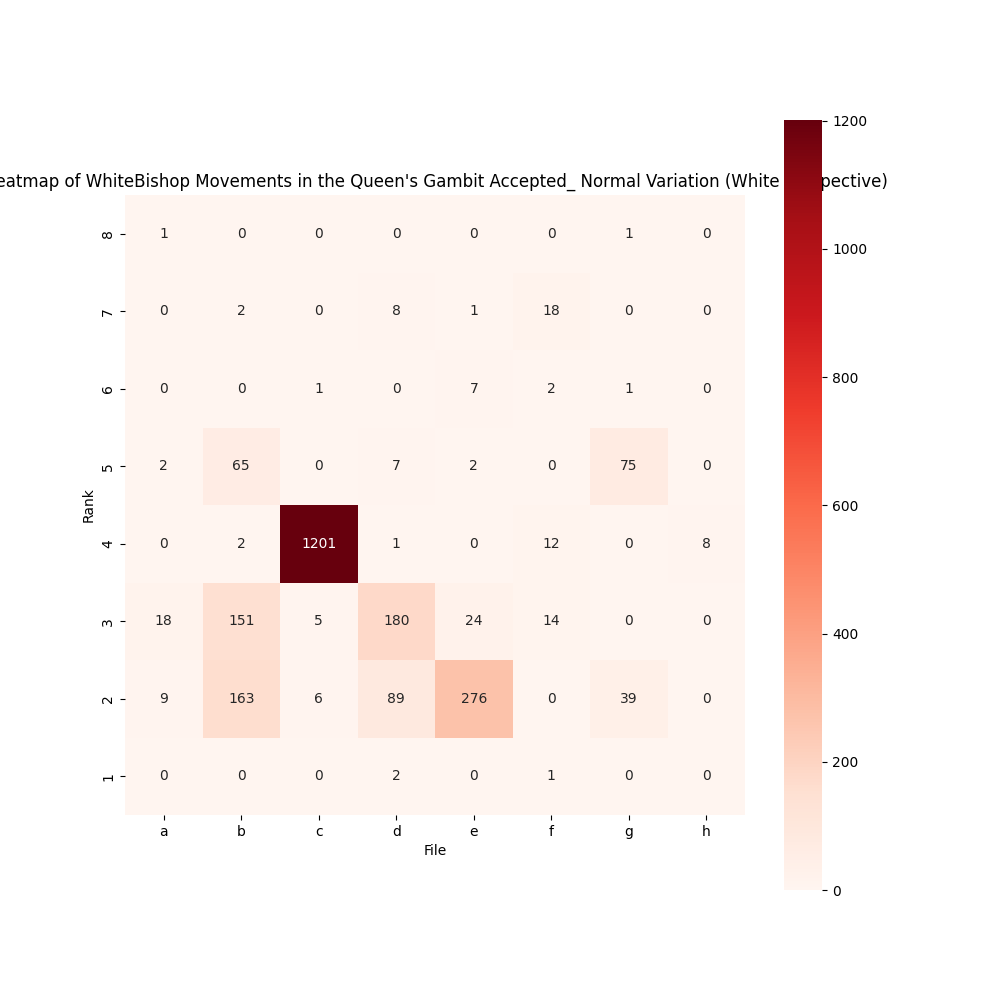 1200
eatmap of WhiteBishop Movements in the Queen's Gambit Accepted_ Normal Variation (White pective)
8 1 0 0 0 0 0 1 0
1000
7 0 2 0 8 1 18 0 0
800
6 0 0 1 0 7 2 1 0
5 2 65 0 7 2 0 75 0
Rank
600
4 0 2 1201 1 0 12 0 8
3 18 151 5 180 24 14 0 0
400
2 9 163 6 89 276 0 39 0
200
1 0 0 0 2 0 1 0 0
a b c d e f g h
File
0